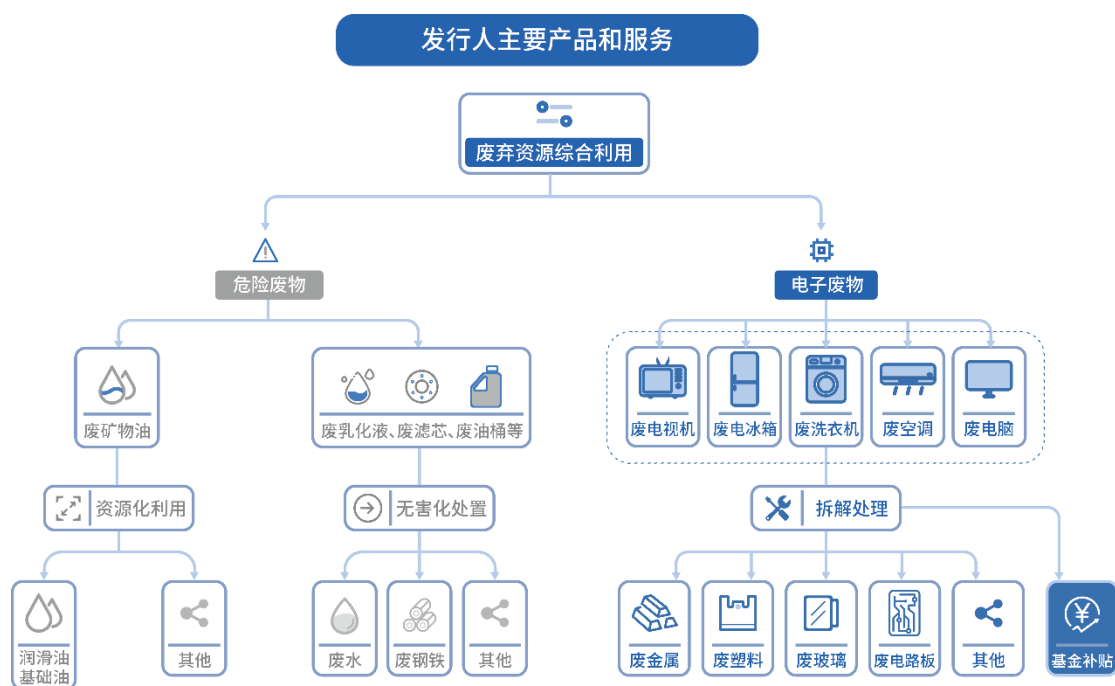 发行人主要产品和服务
废弃资源综合利用
危险废物
电子废物
废矿物油
废乳化液、废滤芯、废油桶等
废电视机
废电冰箱
废洗衣机
废空调
废电脑
资源化利用
无害化处置
拆解处理
润滑油
基础油
其他
废水
废钢铁
其他
废金属
废塑料
废玻璃
废电路板
其他
¥
基金补贴